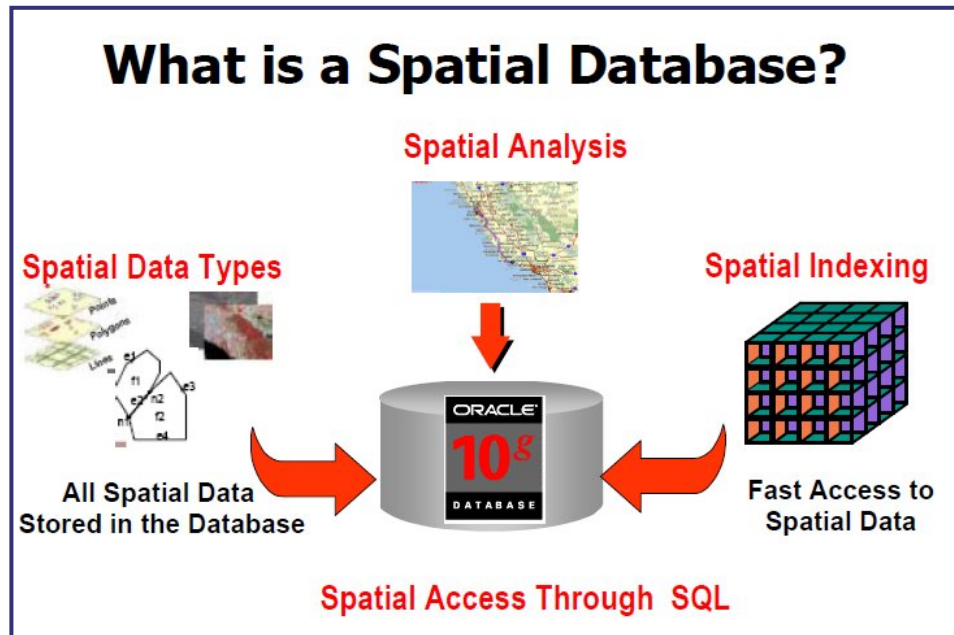 What is a Spatial Database?
Spatial Analysis
Spatial Data Types
Spatial Indexing
Points
Polygons
Lines
e1
f1
e3
e2
n2
n1
f2
e4
ORACLE
10g
DATABASE
All Spatial Data
Stored in the Database
Fast Access to
Spatial Data
Spatial Access Through SQL